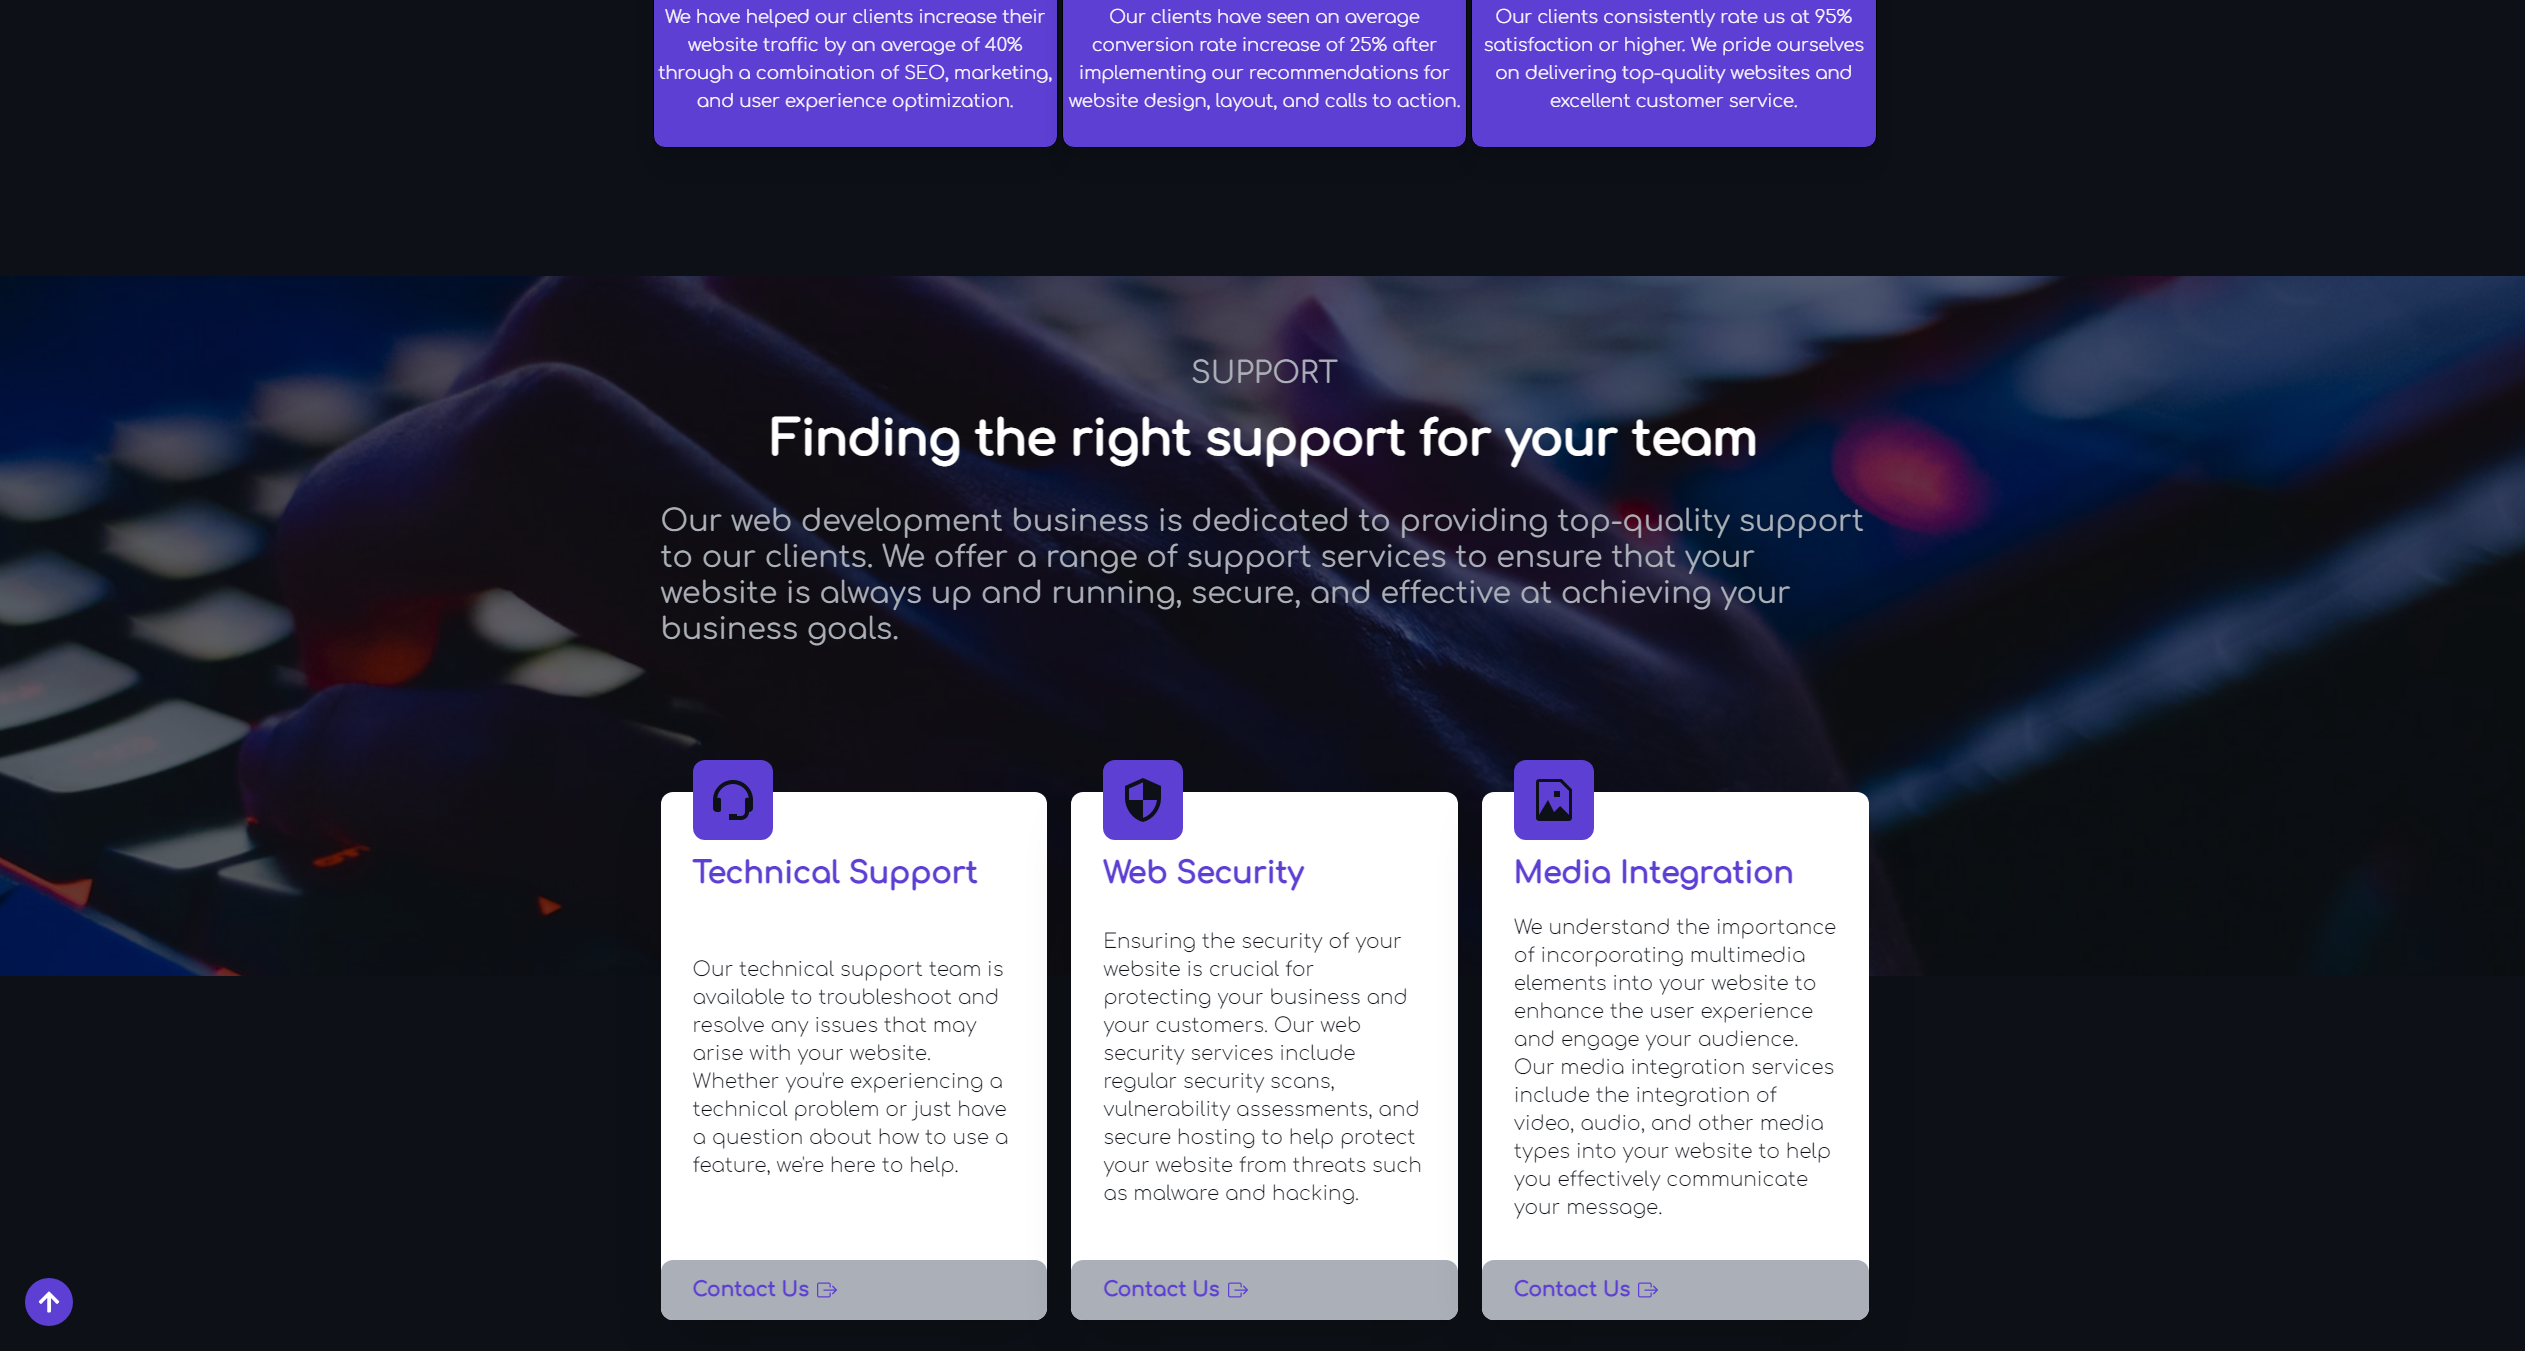 We have helped our clients increase their
website traffic by an average of 40%
through a combination of SEO, marketing,
and user experience optimization.
Our clients have seen an average
conversion rate increase of 25% after
implementing our recommendations for
website design, layout, and calls to action.
Our clients consistently rate us at 95%
satisfaction or higher. We pride ourselves
on delivering top-quality websites and
excellent customer service.
SUPPORT
Finding the right support for your team
Our web development business is dedicated to providing top-quality support
to our clients. We offer a range of support services to ensure that your
website is always up and running, secure, and effective at achieving your
business goals.
Technical Support
Our technical support team is
available to troubleshoot and
resolve any issues that may
arise with your website.
Whether you're experiencing a
technical problem or just have
a question about how to use a
feature, we're here to help.
Contact Us
Web Security
Ensuring the security of your
website is crucial for
protecting your business and
your customers. Our web
security services include
regular security scans,
vulnerability assessments, and
secure hosting to help protect
your website from threats such
as malware and hacking.
Contact Us
Media Integration
We understand the importance
of incorporating multimedia
elements into your website to
enhance the user experience
and engage your audience.
Our media integration services
include the integration of
video, audio, and other media
types into your website to help
you effectively communicate
your message.
Contact Us